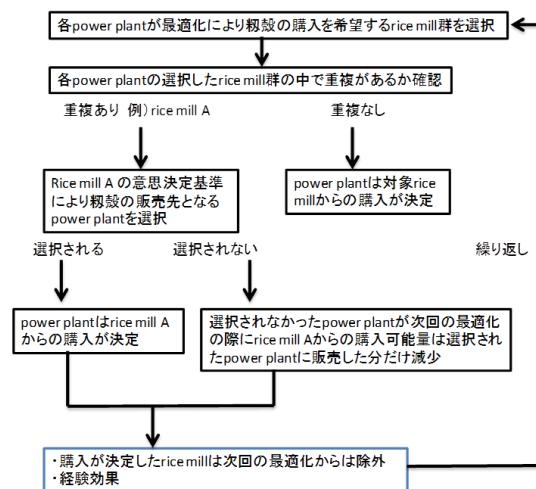 各power plantが最適化により籾殻の購入を希望するrice mill群を選択
各power plantの選択したrice mill群の中で重複があるか確認
重複あり 例）rice mill A
重複なし
Rice mill A の意思決定基準
により籾殻の販売先となる
power plantを選択
power plantは対象rice
millからの購入が決定
選択される
選択されない
繰り返し
power plantはrice mill A
からの購入が決定
選択されなかったpower plantが次回の最適化
の際にrice mill Aからの購入可能量は選択され
たpower plantに販売した分だけ減少
・購入が決定したrice millは次回の最適化からは除外
・経験効果